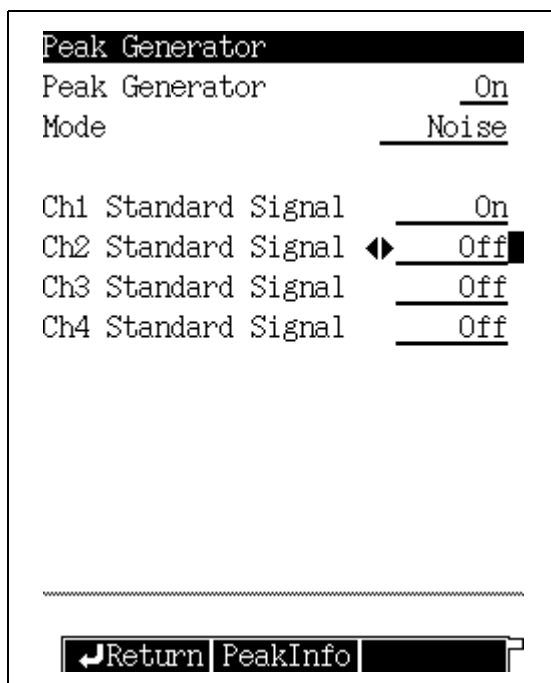 Peak Generator
Peak Generator On
Mode Noise
Ch1 Standard Signal On
Ch2 Standard Signal Off
Ch3 Standard Signal Off
Ch4 Standard Signal Off
Return PeakInfo